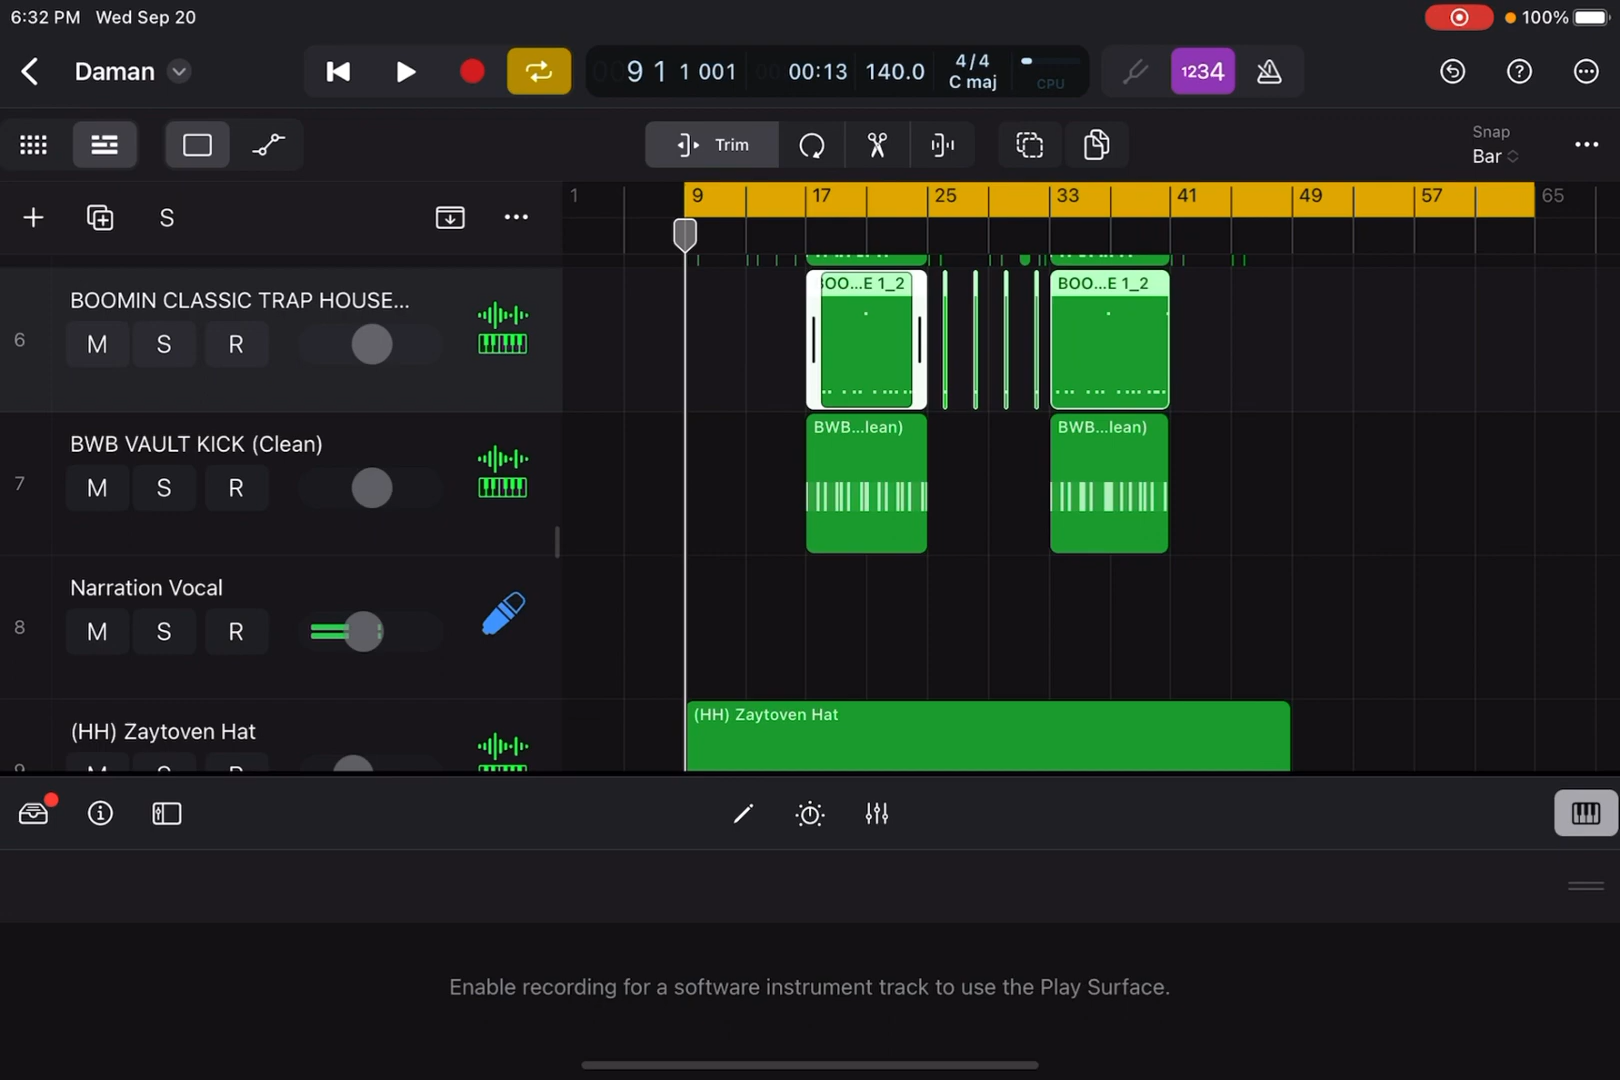 6:32 PM Wed Sep 20
100%
Daman
9 1 1 001
00:13
140.0
4/4
C maj
CPU
1234
Trim
Snap
Bar
S
1 9 17 25 33 41 49 57 65
6
BOOMIN CLASSIC TRAP HOUSE...
M S R
BOO...E 1_2
7
BWB VAULT KICK (Clean)
M S R
BWB...lean)
BWB...lean)
8
Narration Vocal
M S R
(HH) Zaytoven Hat
(HH) Zaytoven Hat
Enable recording for a software instrument track to use the Play Surface.